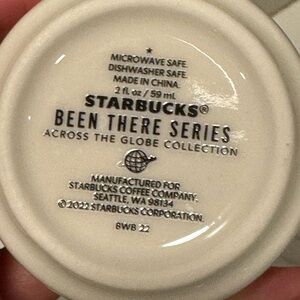 MICROWAVE SAFE.
DISHWASHER SAFE.
MADE IN CHINA.
2 fl. oz / 59 mL
STARBUCKS®
BEEN THERE SERIES
ACROSS THE GLOBE COLLECTION
MANUFACTURED FOR
STARBUCKS COFFEE COMPANY.
SEATTLE, WA 98134
©2022 STARBUCKS CORPORATION.
BWB 22